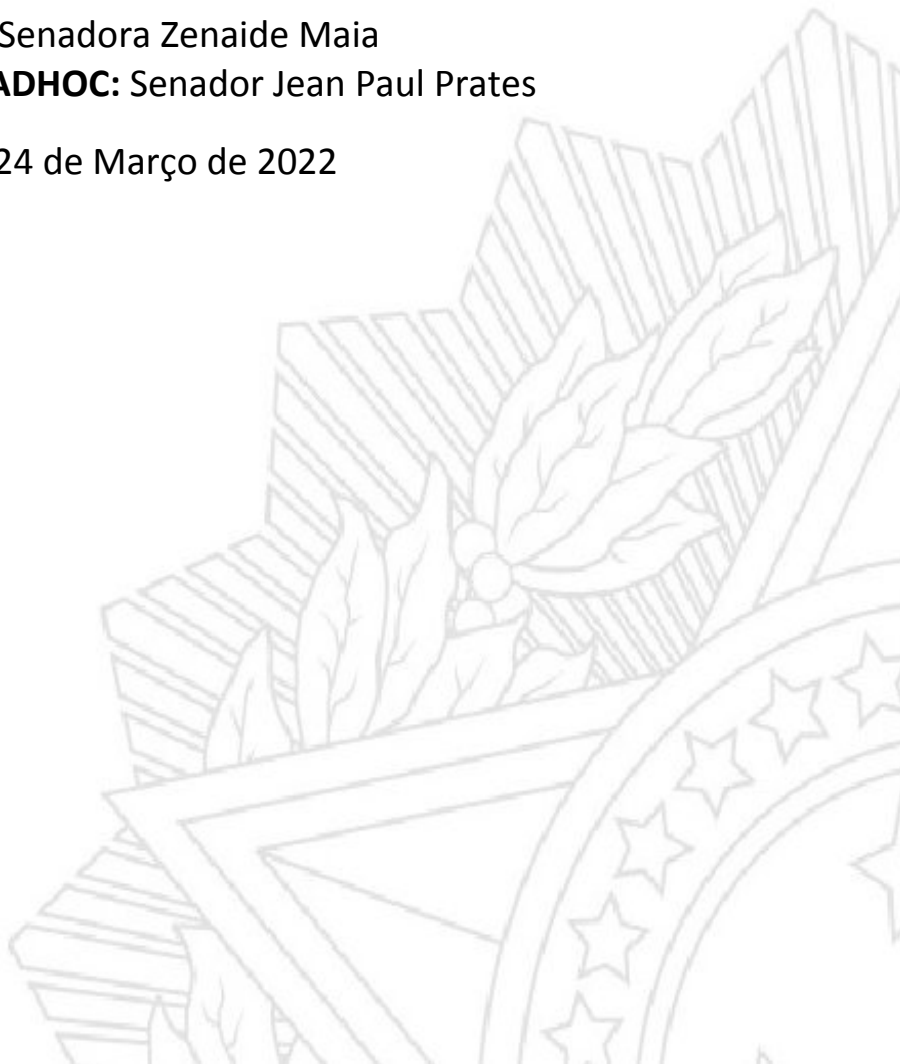 Senadora Zenaide Maia
ADHOC: Senador Jean Paul Prates
24 de Março de 2022